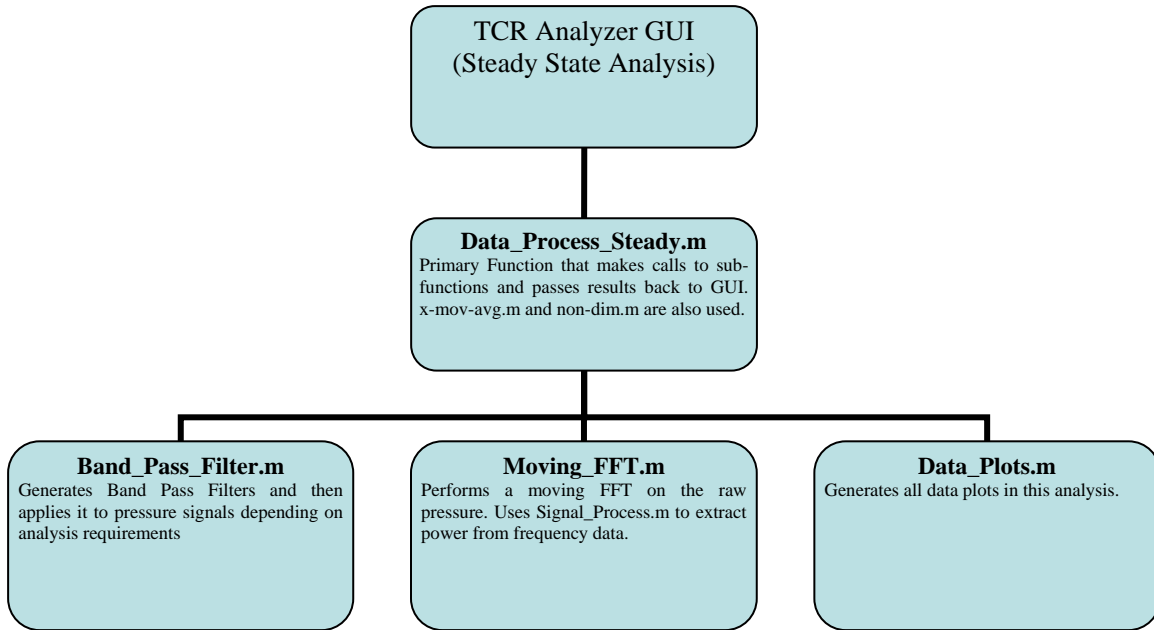 TCR Analyzer GUI
(Steady State Analysis)
Data_Process_Steady.m
Primary Function that makes calls to sub-
functions and passes results back to GUI.
x-mov-avg.m and non-dim.m are also used.
Band_Pass_Filter.m
Generates Band Pass Filters and then
applies it to pressure signals depending on
analysis requirements
Moving_FFT.m
Performs a moving FFT on the raw
pressure. Uses Signal_Process.m to extract
power from frequency data.
Data_Plots.m
Generates all data plots in this analysis.